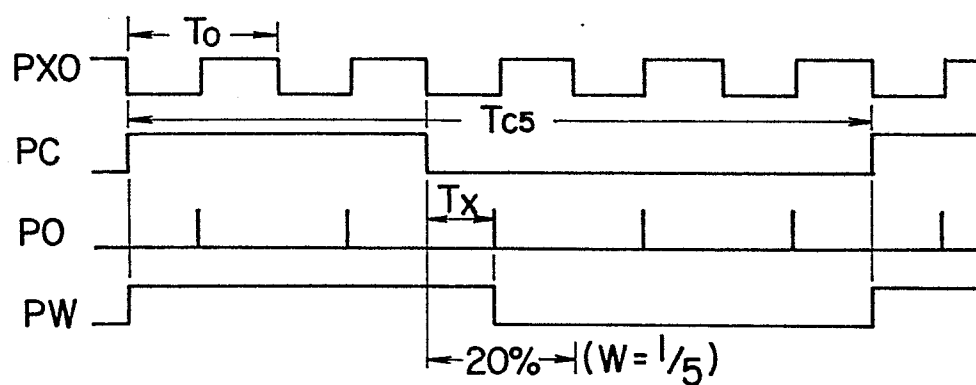 To
PXO
Tc5
PC
Tx
PO
PW
20% (W=1/5)